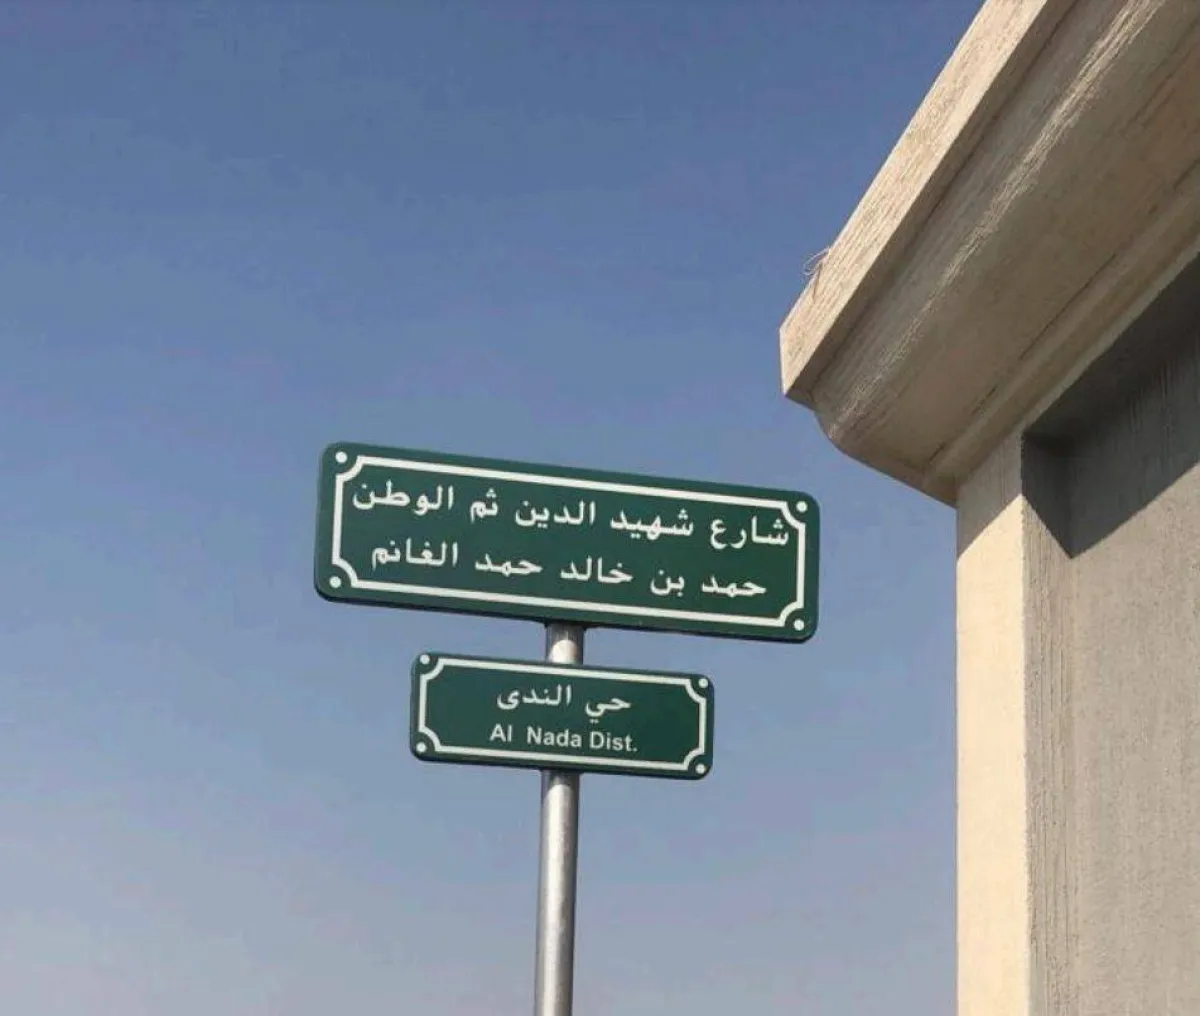 شارع شهيد الدين ثم الوطن
حمد بن خالد حمد الغانم
حي الندى
Al Nada Dist.